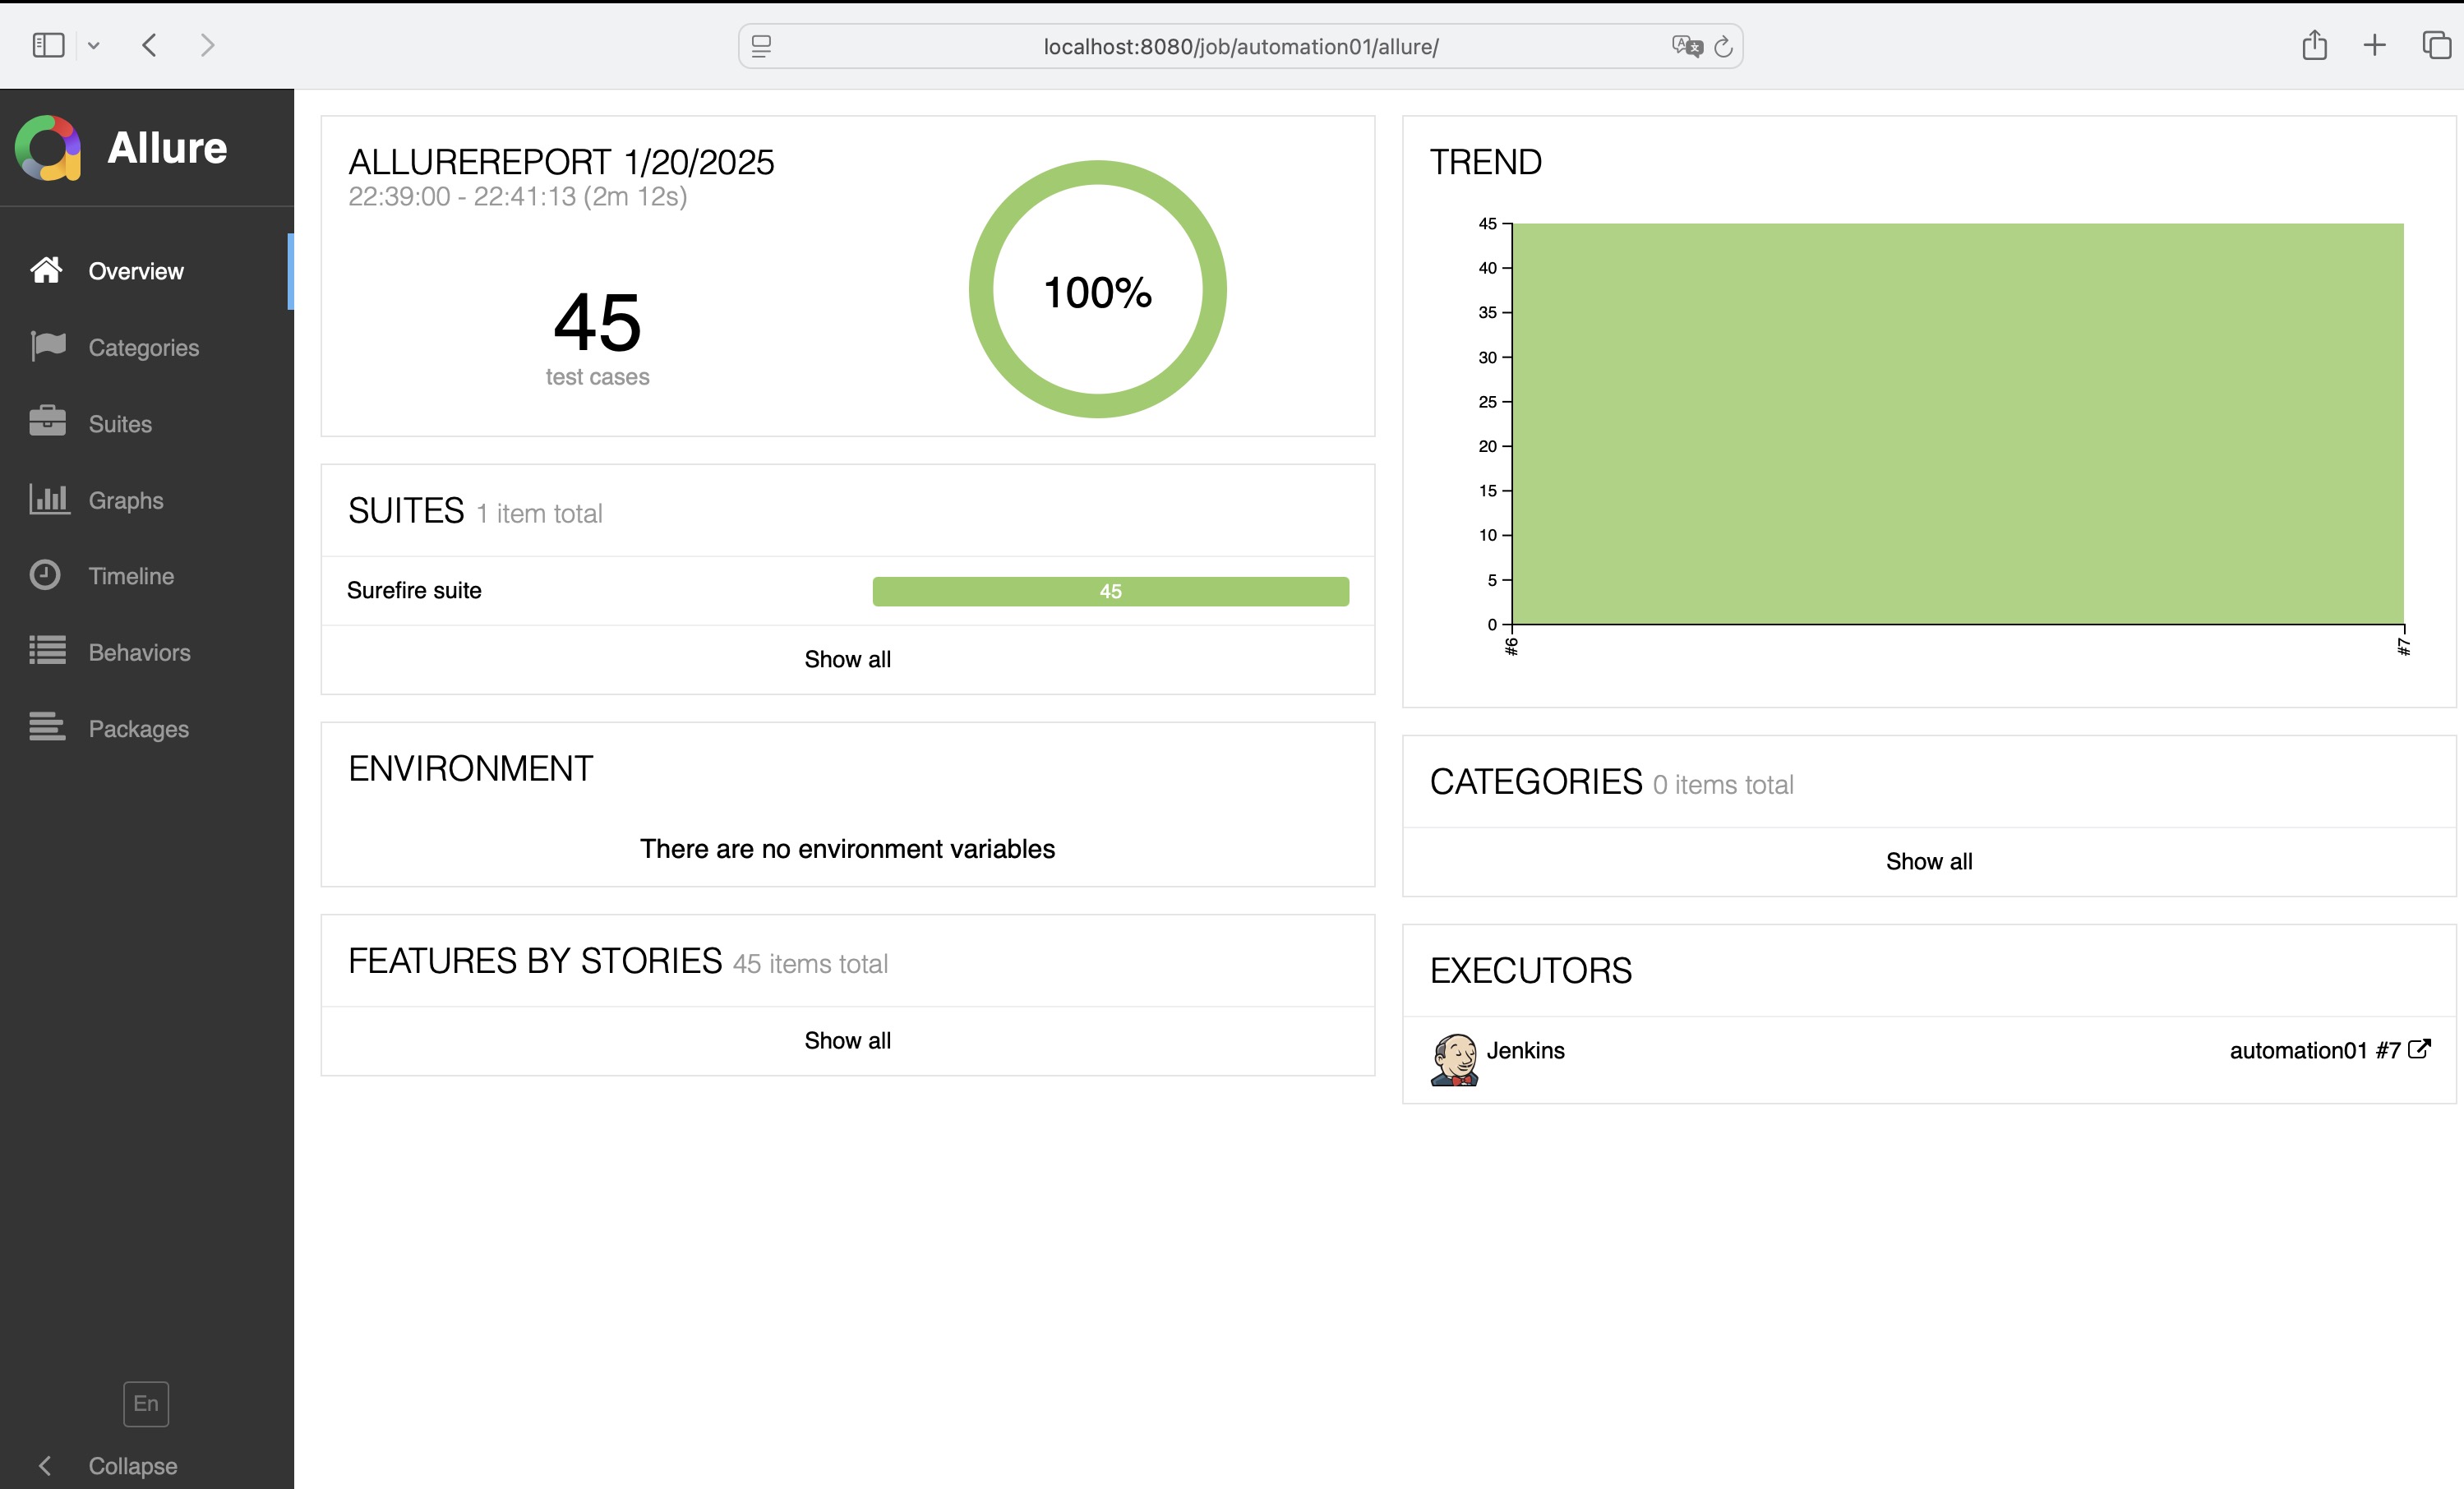 localhost:8080/job/automation01/allure/
Allure
Overview
Categories
Suites
Graphs
Timeline
Behaviors
Packages
En
Collapse
ALLUREREPORT 1/20/2025
22:39:00 - 22:41:13 (2m 12s)
45
test cases
100%
SUITES 1 item total
Surefire suite 45
Show all
ENVIRONMENT
There are no environment variables
FEATURES BY STORIES 45 items total
Show all
TREND
45
40
35
30
25
20
15
10
5
0
#6 #7
CATEGORIES 0 items total
Show all
EXECUTORS
Jenkins automation01 #7